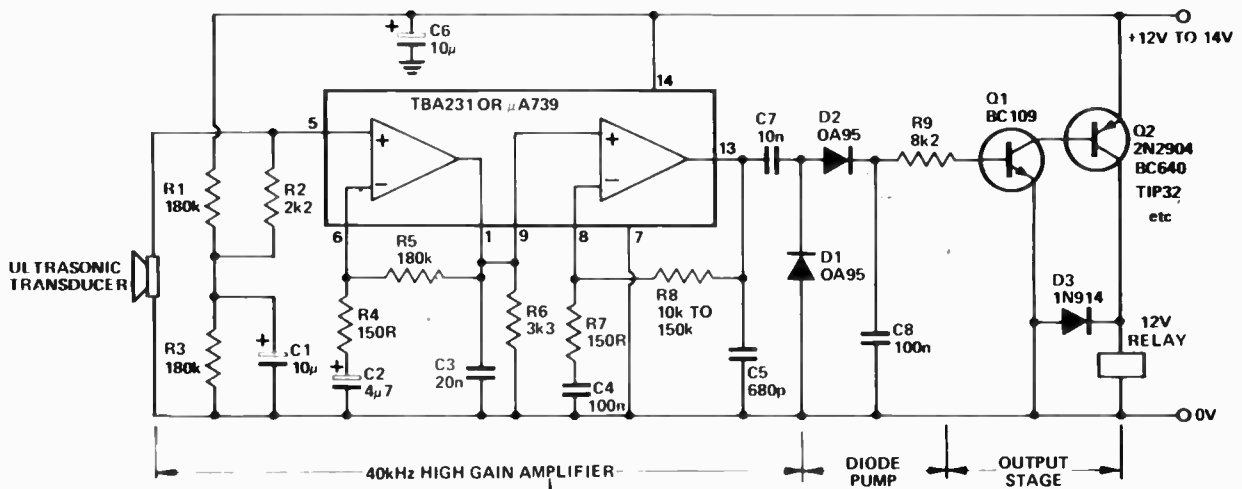 C6
10μ
+12V TO 14V
14
TBA231 OR μA739
5
+
−
6
1
9
+
−
8
7
13
C7
10n
D2
OA95
R9
8k2
Q1
BC109
Q2
2N2904
BC640
TIP32
etc
R1
180k
R2
2k2
ULTRASONIC
TRANSDUCER
R3
180k
+
C1
10μ
R5
180k
R4
150R
+
C2
4μ7
C3
20n
R6
3k3
R7
150R
C4
100n
R8
10k TO
150k
C5
680p
D1
OA95
C8
100n
D3
1N914
12V
RELAY
0V
+
40kHz HIGH GAIN AMPLIFIER
DIODE
PUMP
OUTPUT
STAGE